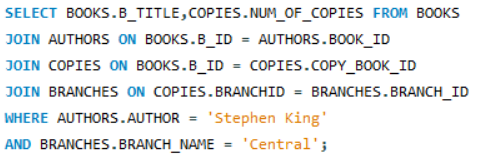 SELECT BOOKS.B_TITLE,COPIES.NUM_OF_COPIES FROM BOOKS
JOIN AUTHORS ON BOOKS.B_ID = AUTHORS.BOOK_ID
JOIN COPIES ON BOOKS.B_ID = COPIES.COPY_BOOK_ID
JOIN BRANCHES ON COPIES.BRANCHID = BRANCHES.BRANCH_ID
WHERE AUTHORS.AUTHOR = 'Stephen King'
AND BRANCHES.BRANCH_NAME = 'Central';